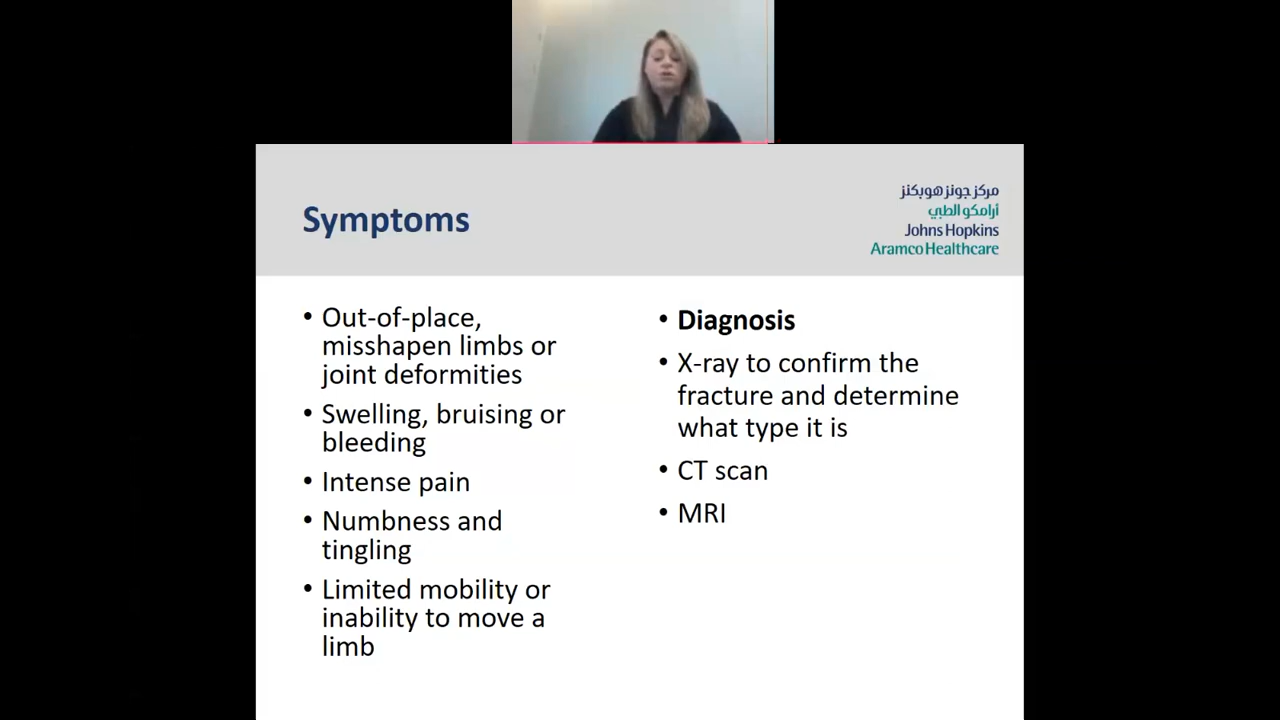 Symptoms
مركز جونز هوبكنز
أرامكو الطبي
Johns Hopkins
Aramco Healthcare
• Out-of-place,
misshapen limbs or
joint deformities
• Swelling, bruising or
bleeding
• Intense pain
• Numbness and
tingling
• Limited mobility or
inability to move a
limb
• Diagnosis
• X-ray to confirm the
fracture and determine
what type it is
• CT scan
• MRI